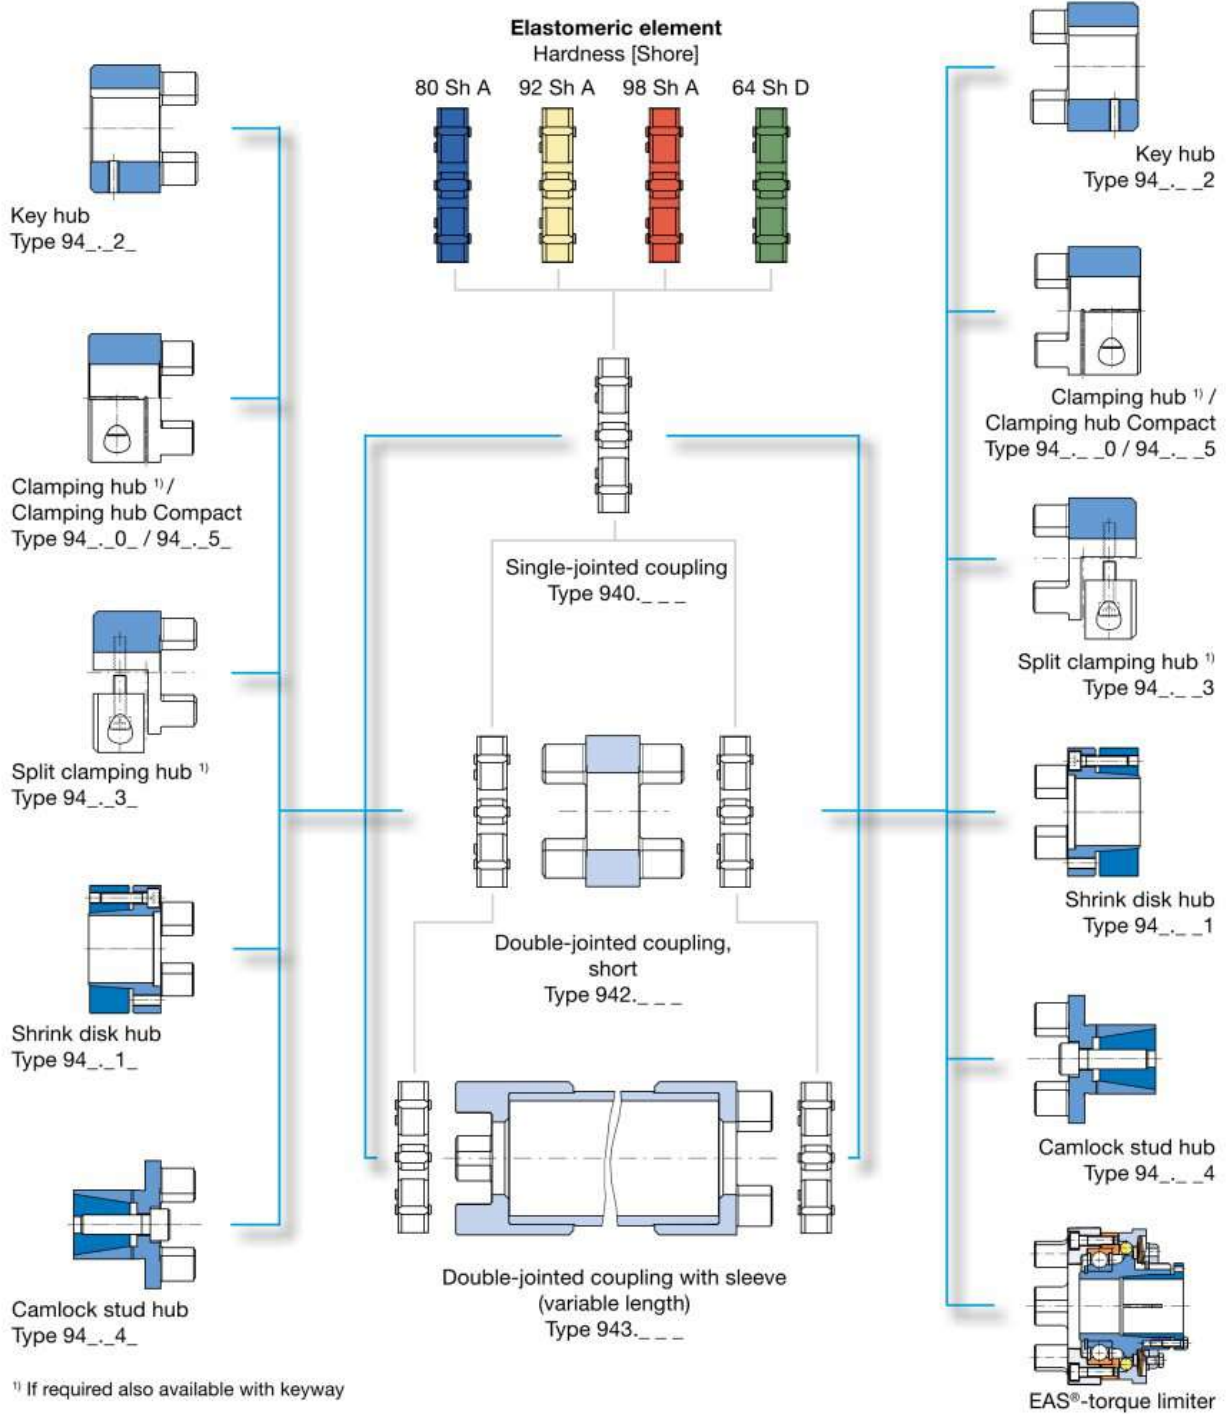 Elastomeric element
Hardness [Shore]
80 Sh A 92 Sh A 98 Sh A 64 Sh D
Key hub
Type 94_._2_
Clamping hub ¹⁾ /
Clamping hub Compact
Type 94_._0_ / 94_._5_
Split clamping hub ¹⁾
Type 94_._3_
Shrink disk hub
Type 94_._1_
Camlock stud hub
Type 94_._4_
Single-jointed coupling
Type 940._ _ _
Double-jointed coupling,
short
Type 942._ _ _
Double-jointed coupling with sleeve
(variable length)
Type 943._ _ _
Key hub
Type 94_._ _2
Clamping hub ¹⁾ /
Clamping hub Compact
Type 94_._ _0 / 94_._ _5
Split clamping hub ¹⁾
Type 94_._ _3
Shrink disk hub
Type 94_._ _1
Camlock stud hub
Type 94_._ _4
EAS®-torque limiter
¹⁾ If required also available with keyway